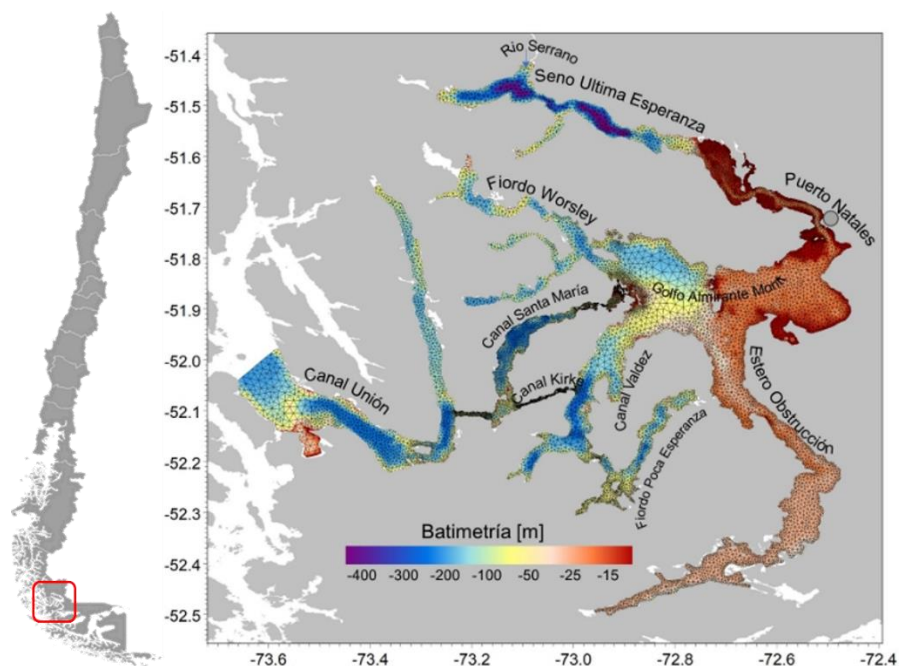 -51.4
-51.5
-51.6
-51.7
-51.8
-51.9
-52.0
-52.1
-52.2
-52.3
-52.4
-52.5
Rio Serrano
Seno Ultima Esperanza
Puerto Natales
Fiordo Worsley
Golfo Almirante Mont
Canal Santa María
Canal Kirke
Canal Valdez
Canal Unión
Estero Obstrucción
Fiordo Poca Esperanza
Batimetría [m]
-400 -300 -200 -100 -50 -25 -15
-73.6 -73.4 -73.2 -73.0 -72.8 -72.6 -72.4